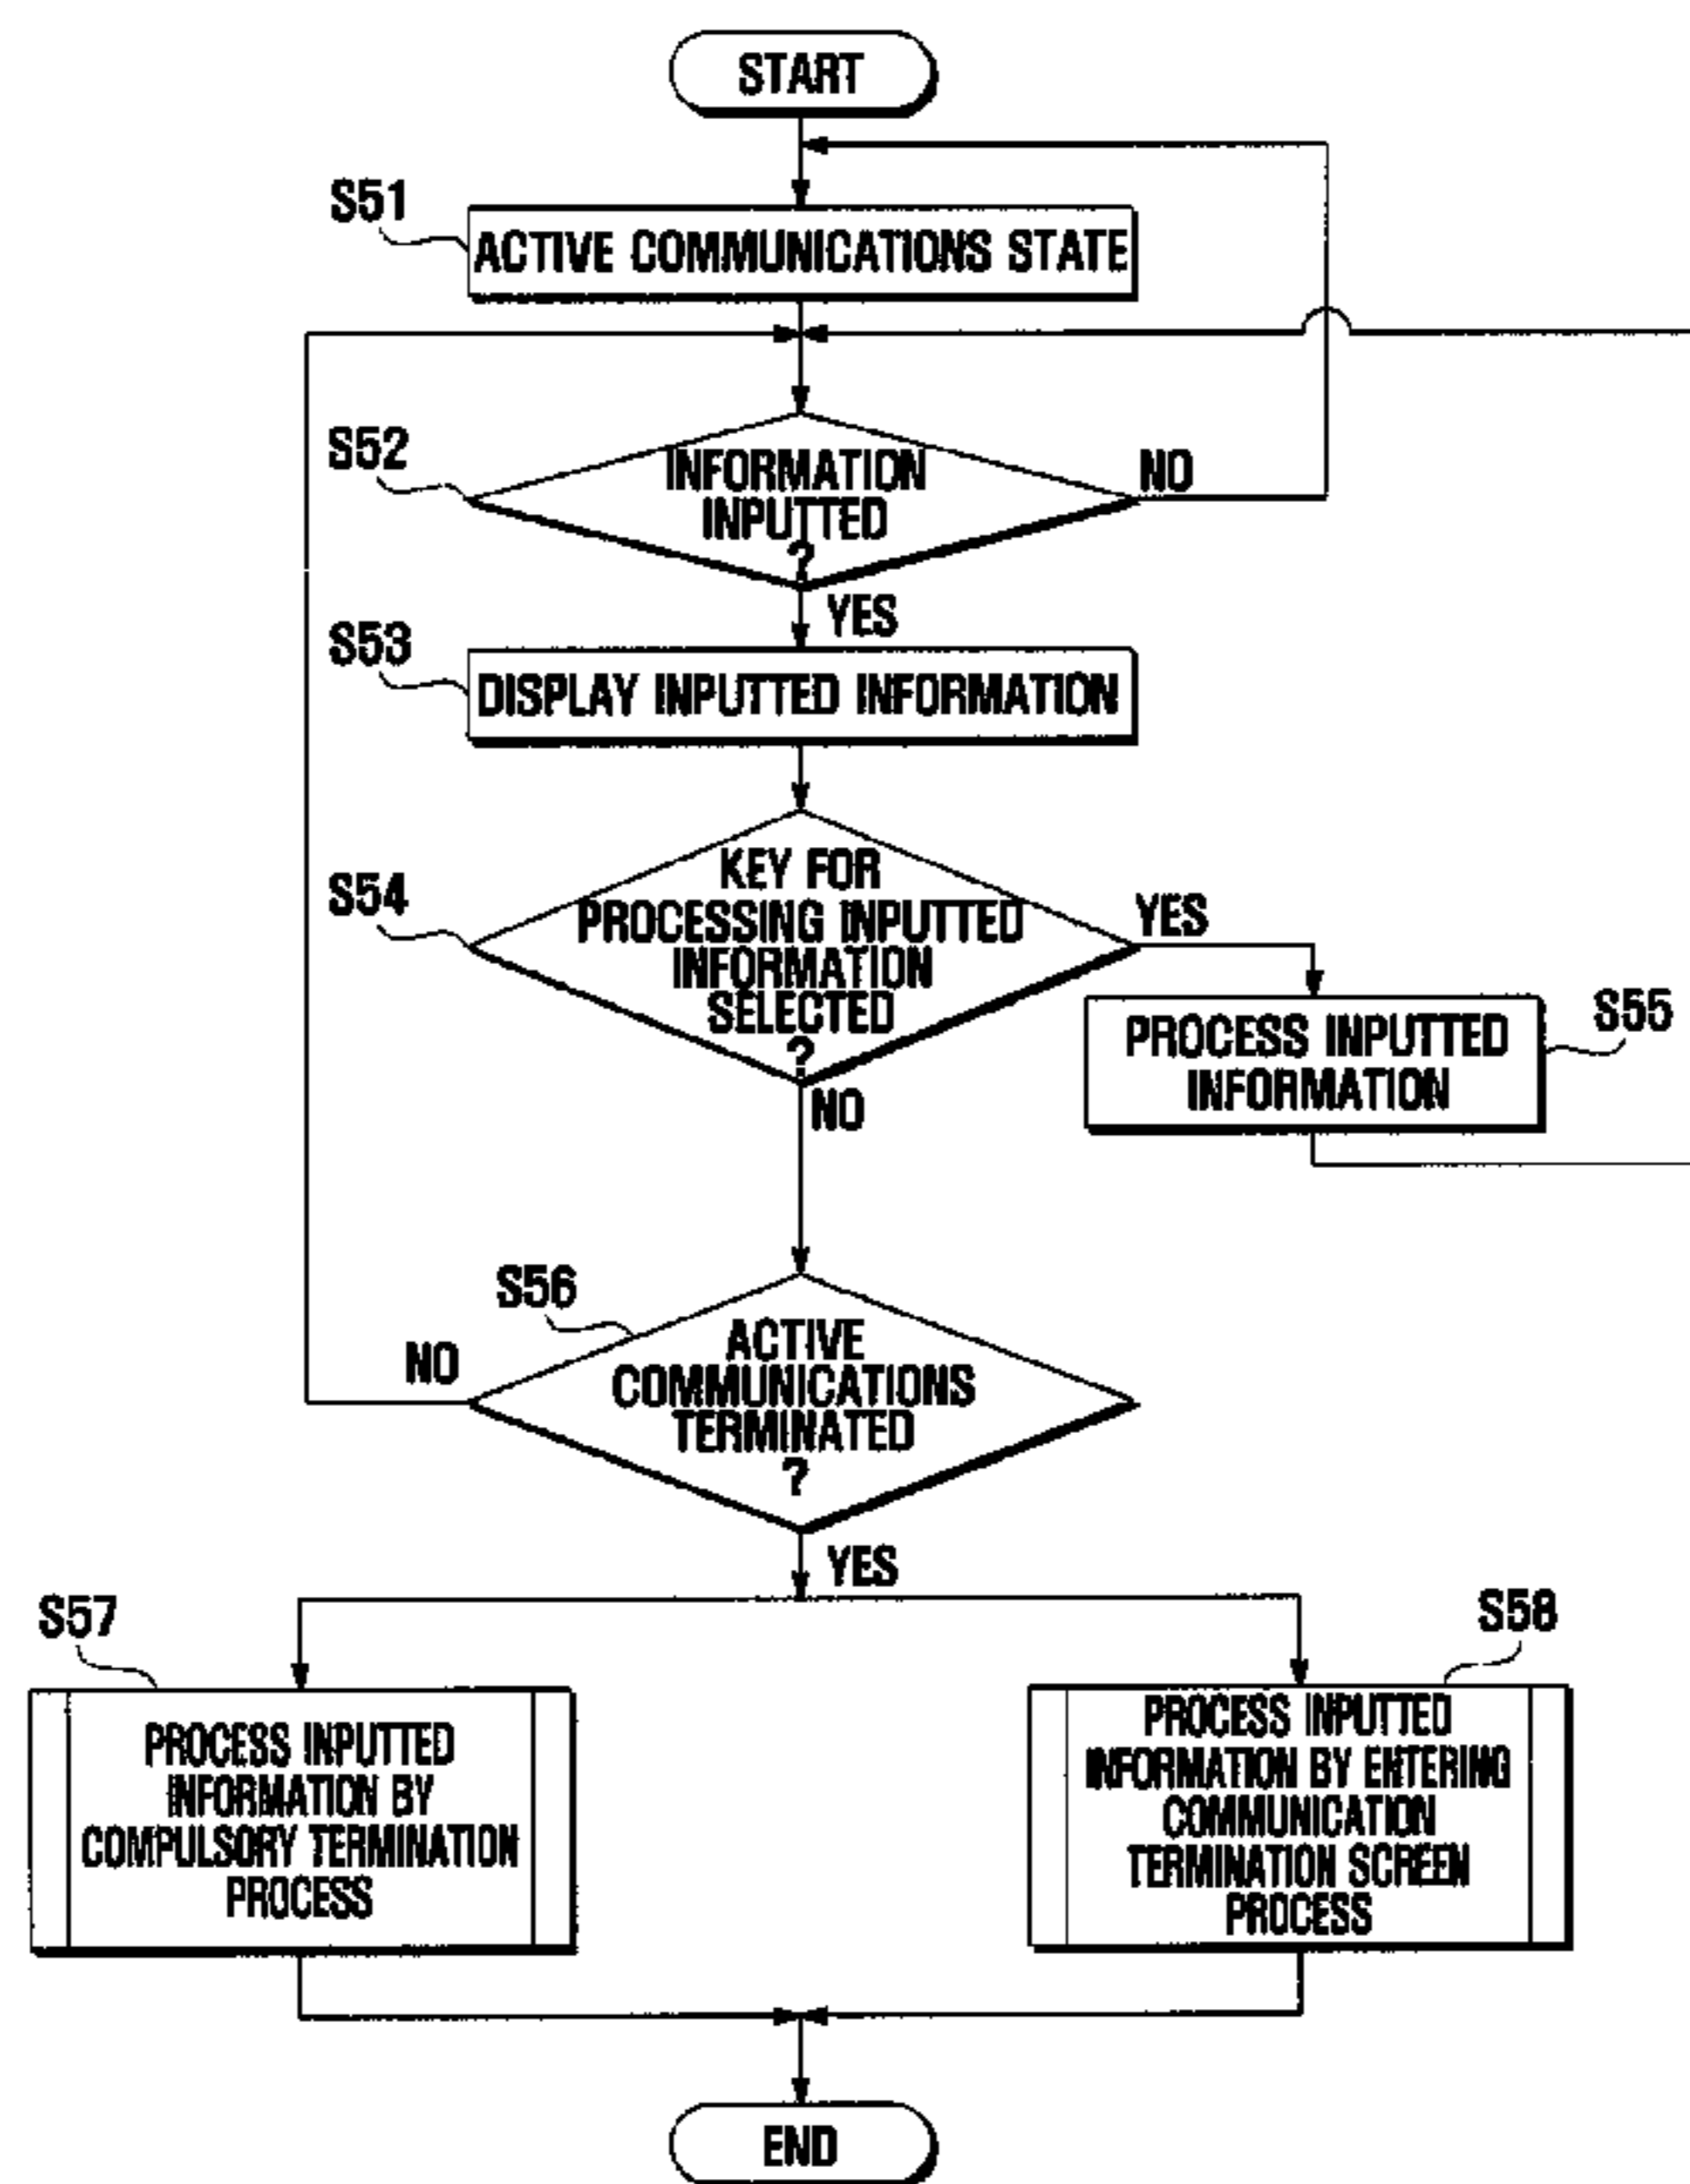 START
S51
ACTIVE COMMUNICATIONS STATE
S52
INFORMATION
INPUTTED
?
NO
YES
S53
DISPLAY INPUTTED INFORMATION
S54
KEY FOR
PROCESSING INPUTTED
INFORMATION
SELECTED
?
YES
NO
S55
PROCESS INPUTTED
INFORMATION
S56
ACTIVE
COMMUNICATIONS
TERMINATED
?
NO
YES
S57
PROCESS INPUTTED
INFORMATION BY
COMPULSORY TERMINATION
PROCESS
S58
PROCESS INPUTTED
INFORMATION BY ENTERING
COMMUNICATION
TERMINATION SCREEN
PROCESS
END